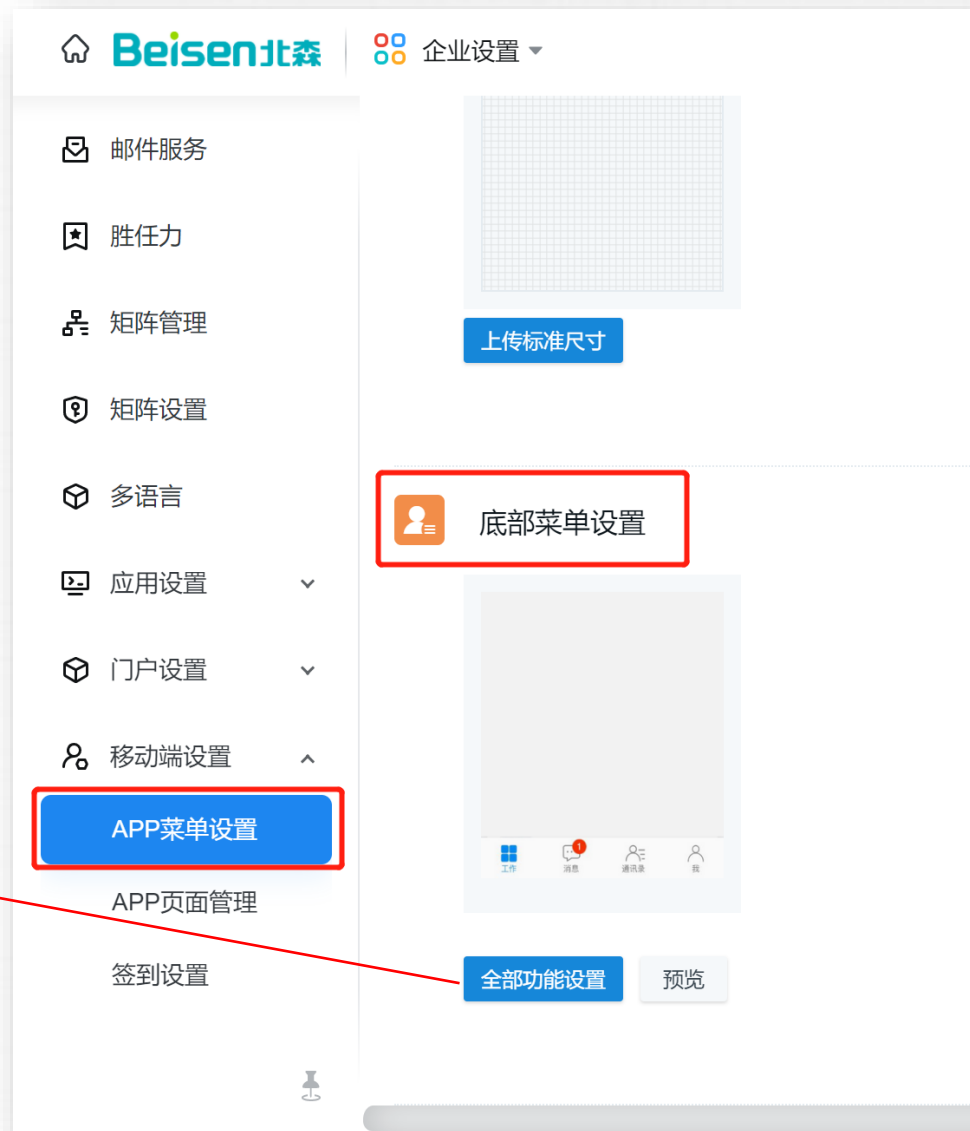 Beisen北森
企业设置
邮件服务
胜任力
矩阵管理
矩阵设置
多语言
应用设置
门户设置
移动端设置
APP菜单设置
APP页面管理
签到设置
上传标准尺寸
底部菜单设置
1
工作
消息
通讯录
我
全部功能设置
预览